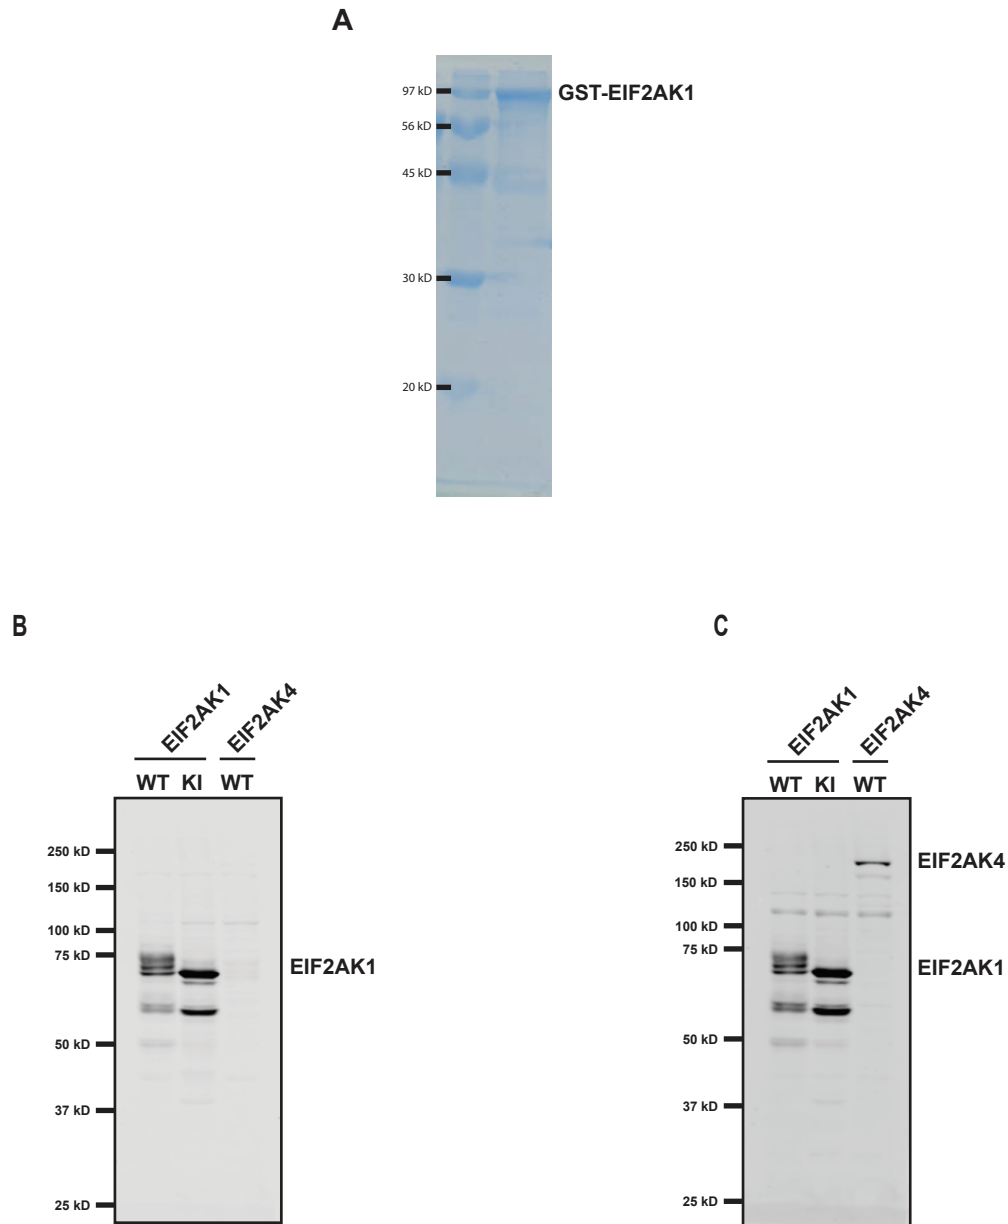 A
97 kD
GST-EIF2AK1
56 kD
45 kD
30 kD
20 kD
B
EIF2AK1
EIF2AK4
WT KI WT
250 kD
150 kD
100 kD
75 kD
EIF2AK1
50 kD
37 kD
25 kD
C
EIF2AK1
EIF2AK4
WT KI WT
250 kD
EIF2AK4
150 kD
100 kD
75 kD
EIF2AK1
50 kD
37 kD
25 kD